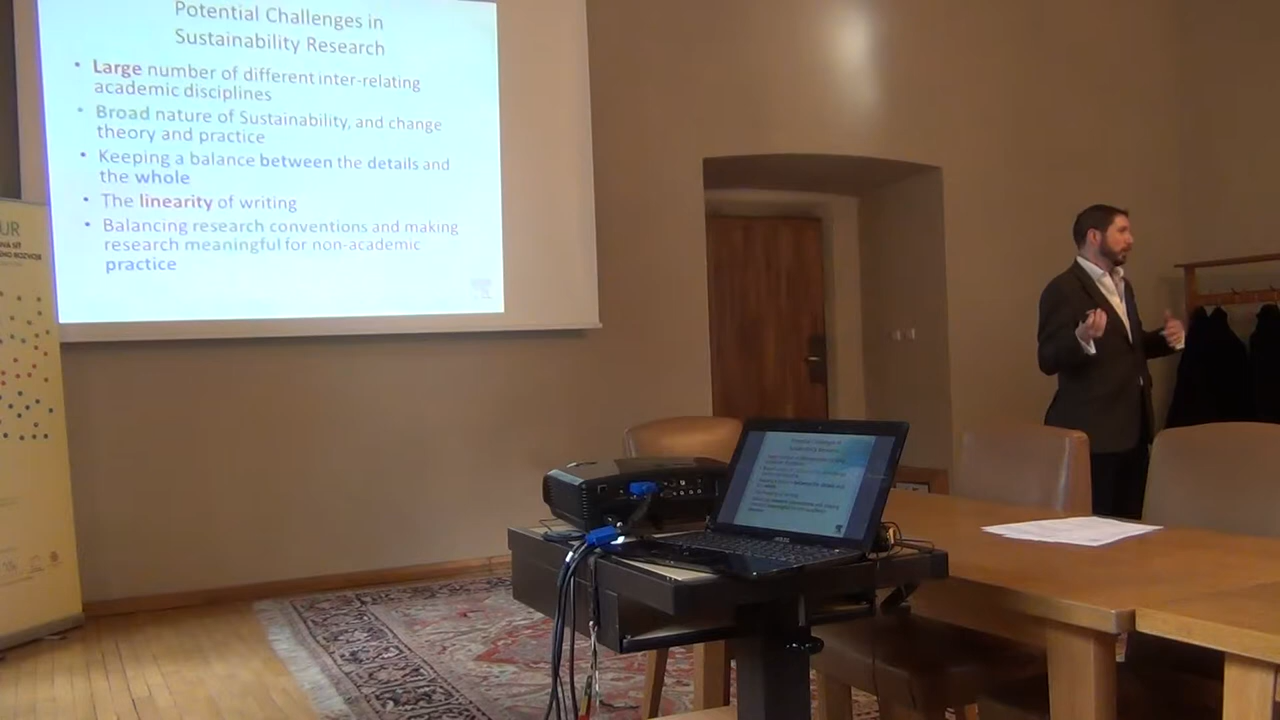 Potential Challenges in
Sustainability Research
• Large number of different inter-relating
academic disciplines
• Broad nature of Sustainability, and change
theory and practice
• Keeping a balance between the details and
the whole
• The linearity of writing
• Balancing research conventions and making
research meaningful for non-academic
practice
UR